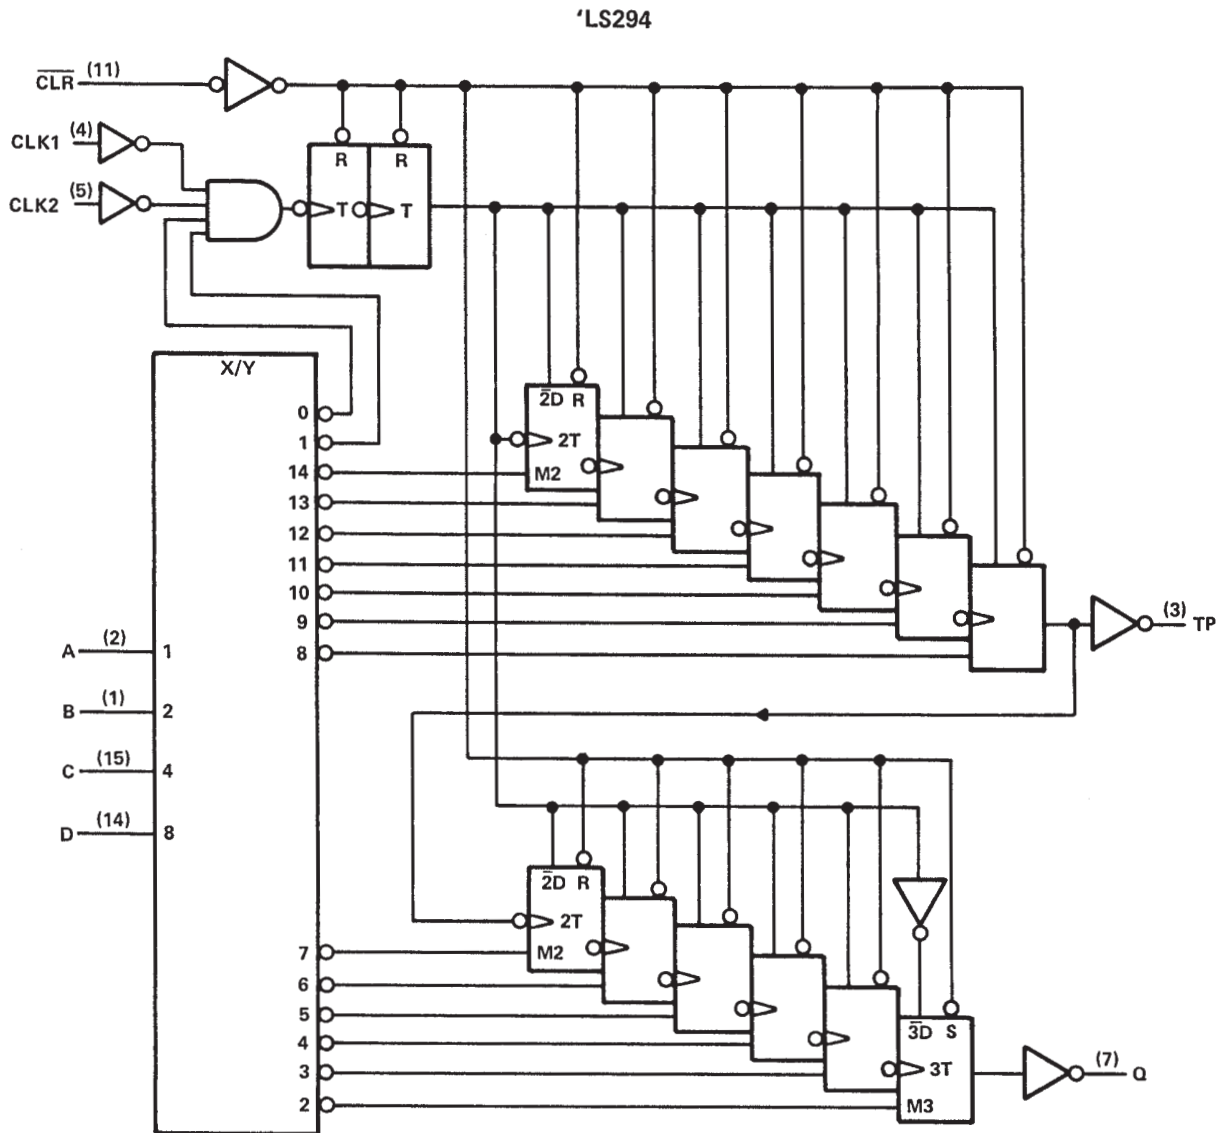 'LS294
CLR (11)
CLK1 (4)
CLK2 (5)
R R
T T
X/Y
0
1
14
13
12
11
10
9
8
2D R
2T
M2
(3) TP
A (2) 1
B (1) 2
C (15) 4
D (14) 8
2D R
2T
M2
7
6
5
4
3
2
3D S
3T
M3
(7) Q